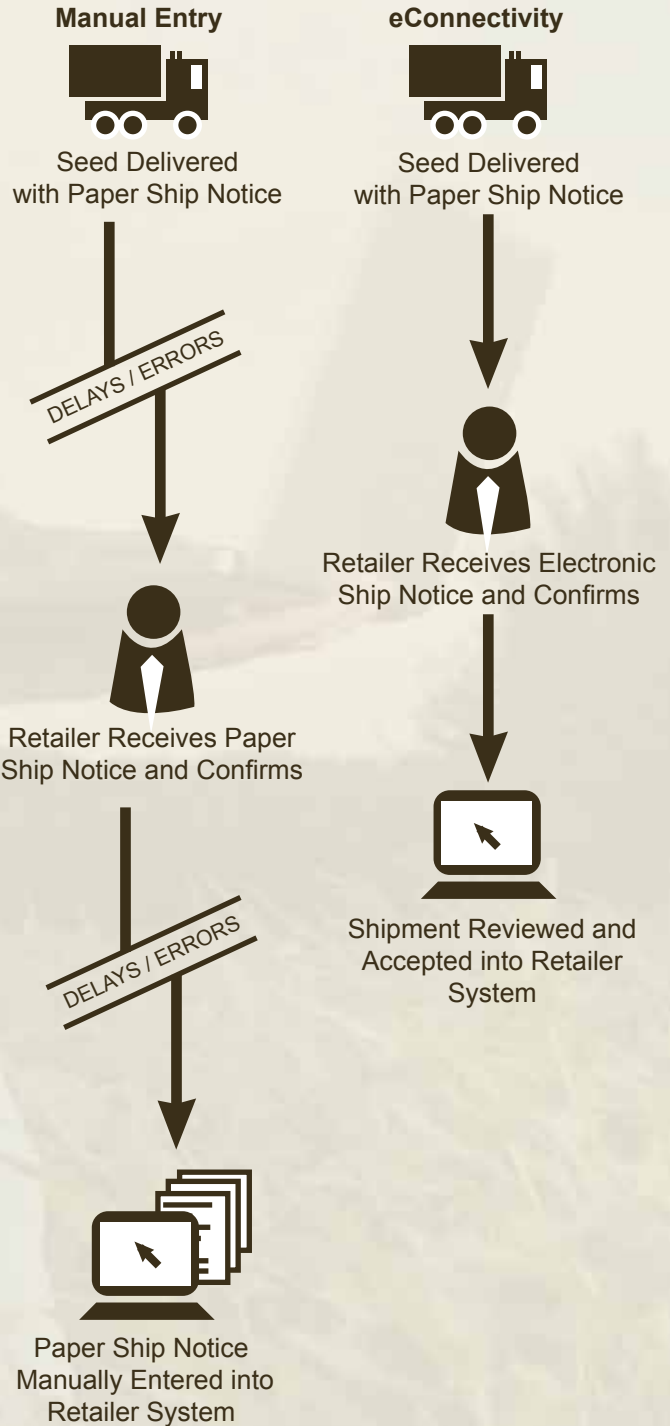 Manual Entry
Seed Delivered
with Paper Ship Notice
DELAYS / ERRORS
Retailer Receives Paper
Ship Notice and Confirms
DELAYS / ERRORS
Paper Ship Notice
Manually Entered into
Retailer System
eConnectivity
Seed Delivered
with Paper Ship Notice
Retailer Receives Electronic
Ship Notice and Confirms
Shipment Reviewed and
Accepted into Retailer
System